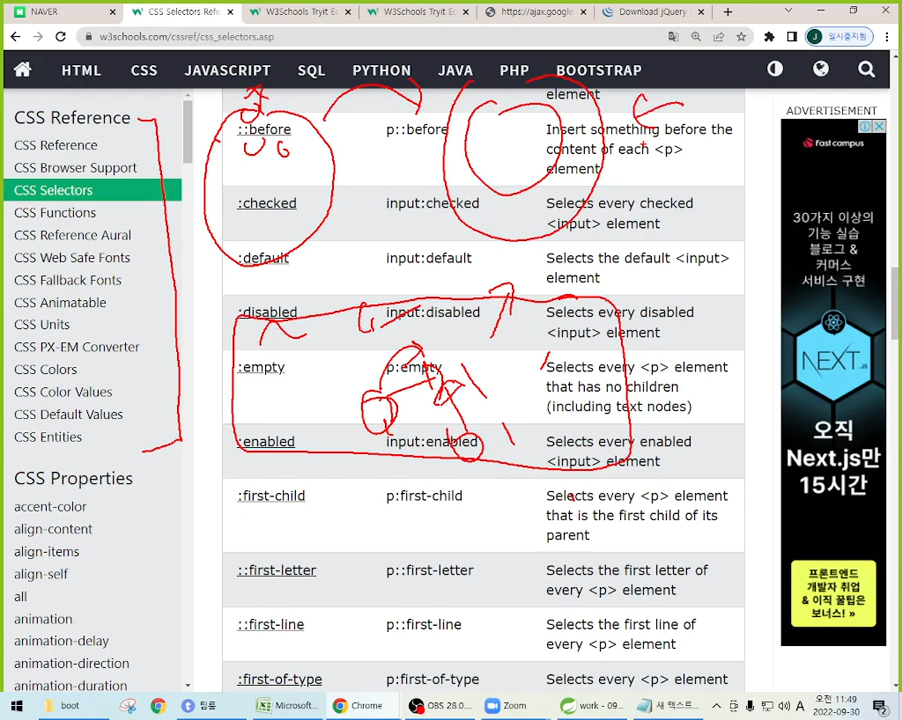 NAVER
CSS Selectors Refe
W3Schools Tryit Ed
W3Schools Tryit Ed
https://ajax.google
Download jQuery
w3schools.com/cssref/css_selectors.asp
J
일시중지됨
HTML
CSS
JAVASCRIPT
SQL
PYTHON
JAVA
PHP
BOOTSTRAP
CSS Reference
CSS Reference
CSS Browser Support
CSS Selectors
CSS Functions
CSS Reference Aural
CSS Web Safe Fonts
CSS Fallback Fonts
CSS Animatable
CSS Units
CSS PX-EM Converter
CSS Colors
CSS Color Values
CSS Default Values
CSS Entities
CSS Properties
accent-color
align-content
align-items
align-self
all
animation
animation-delay
animation-direction
animation-duration
element
::before p::before Insert something before the
content of each <p>
element
:checked input:checked Selects every checked
<input> element
:default input:default Selects the default <input>
element
:disabled input:disabled Selects every disabled
<input> element
:empty p:empty Selects every <p> element
that has no children
(including text nodes)
:enabled input:enabled Selects every enabled
<input> element
:first-child p:first-child Selects every <p> element
that is the first child of its
parent
::first-letter p::first-letter Selects the first letter of
every <p> element
::first-line p::first-line Selects the first line of
every <p> element
:first-of-type p:first-of-type Selects every <p> element
ADVERTISEMENT
fast campus
30가지 이상의
기능 실습
블로그 &
커머스
서비스 구현
NEXT.js
오직
Next.js만
15시간
프론트엔드
개발자 취업
& 이직 꿀팁은
보너스! »
boot
팀룸
Microsoft...
Chrome
OBS 28.0...
Zoom
work - 09...
새 텍스트...
A
오전 11:49
2022-09-30
2